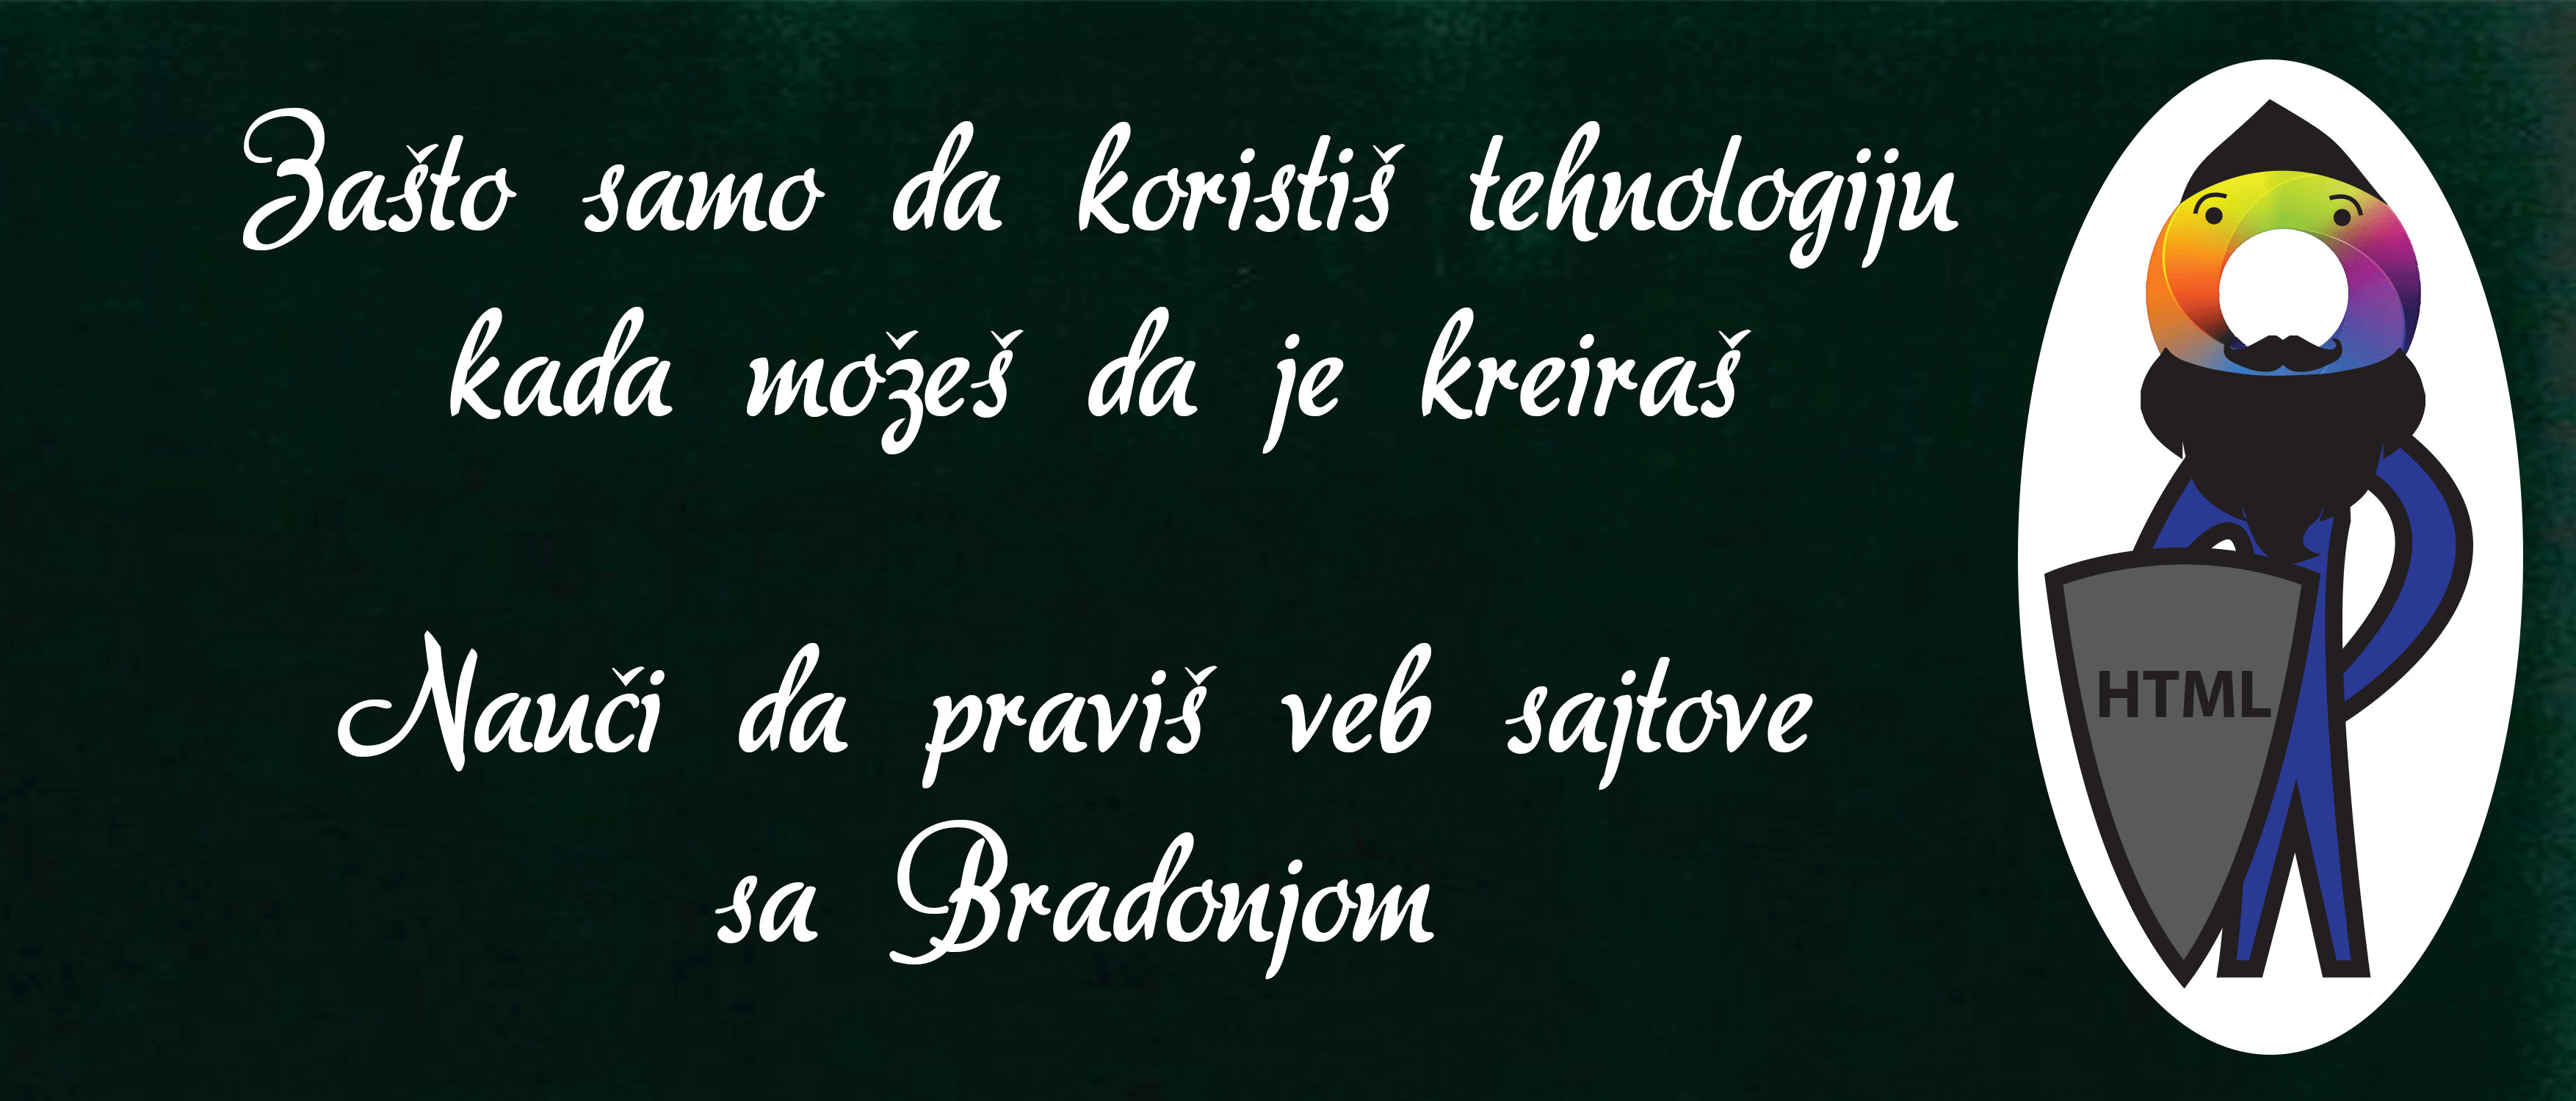 Zašto samo da koristiš tehnologiju
kada možeš da je kreiraš
Nauči da praviš veb sajtove
sa Bradonjom
HTML